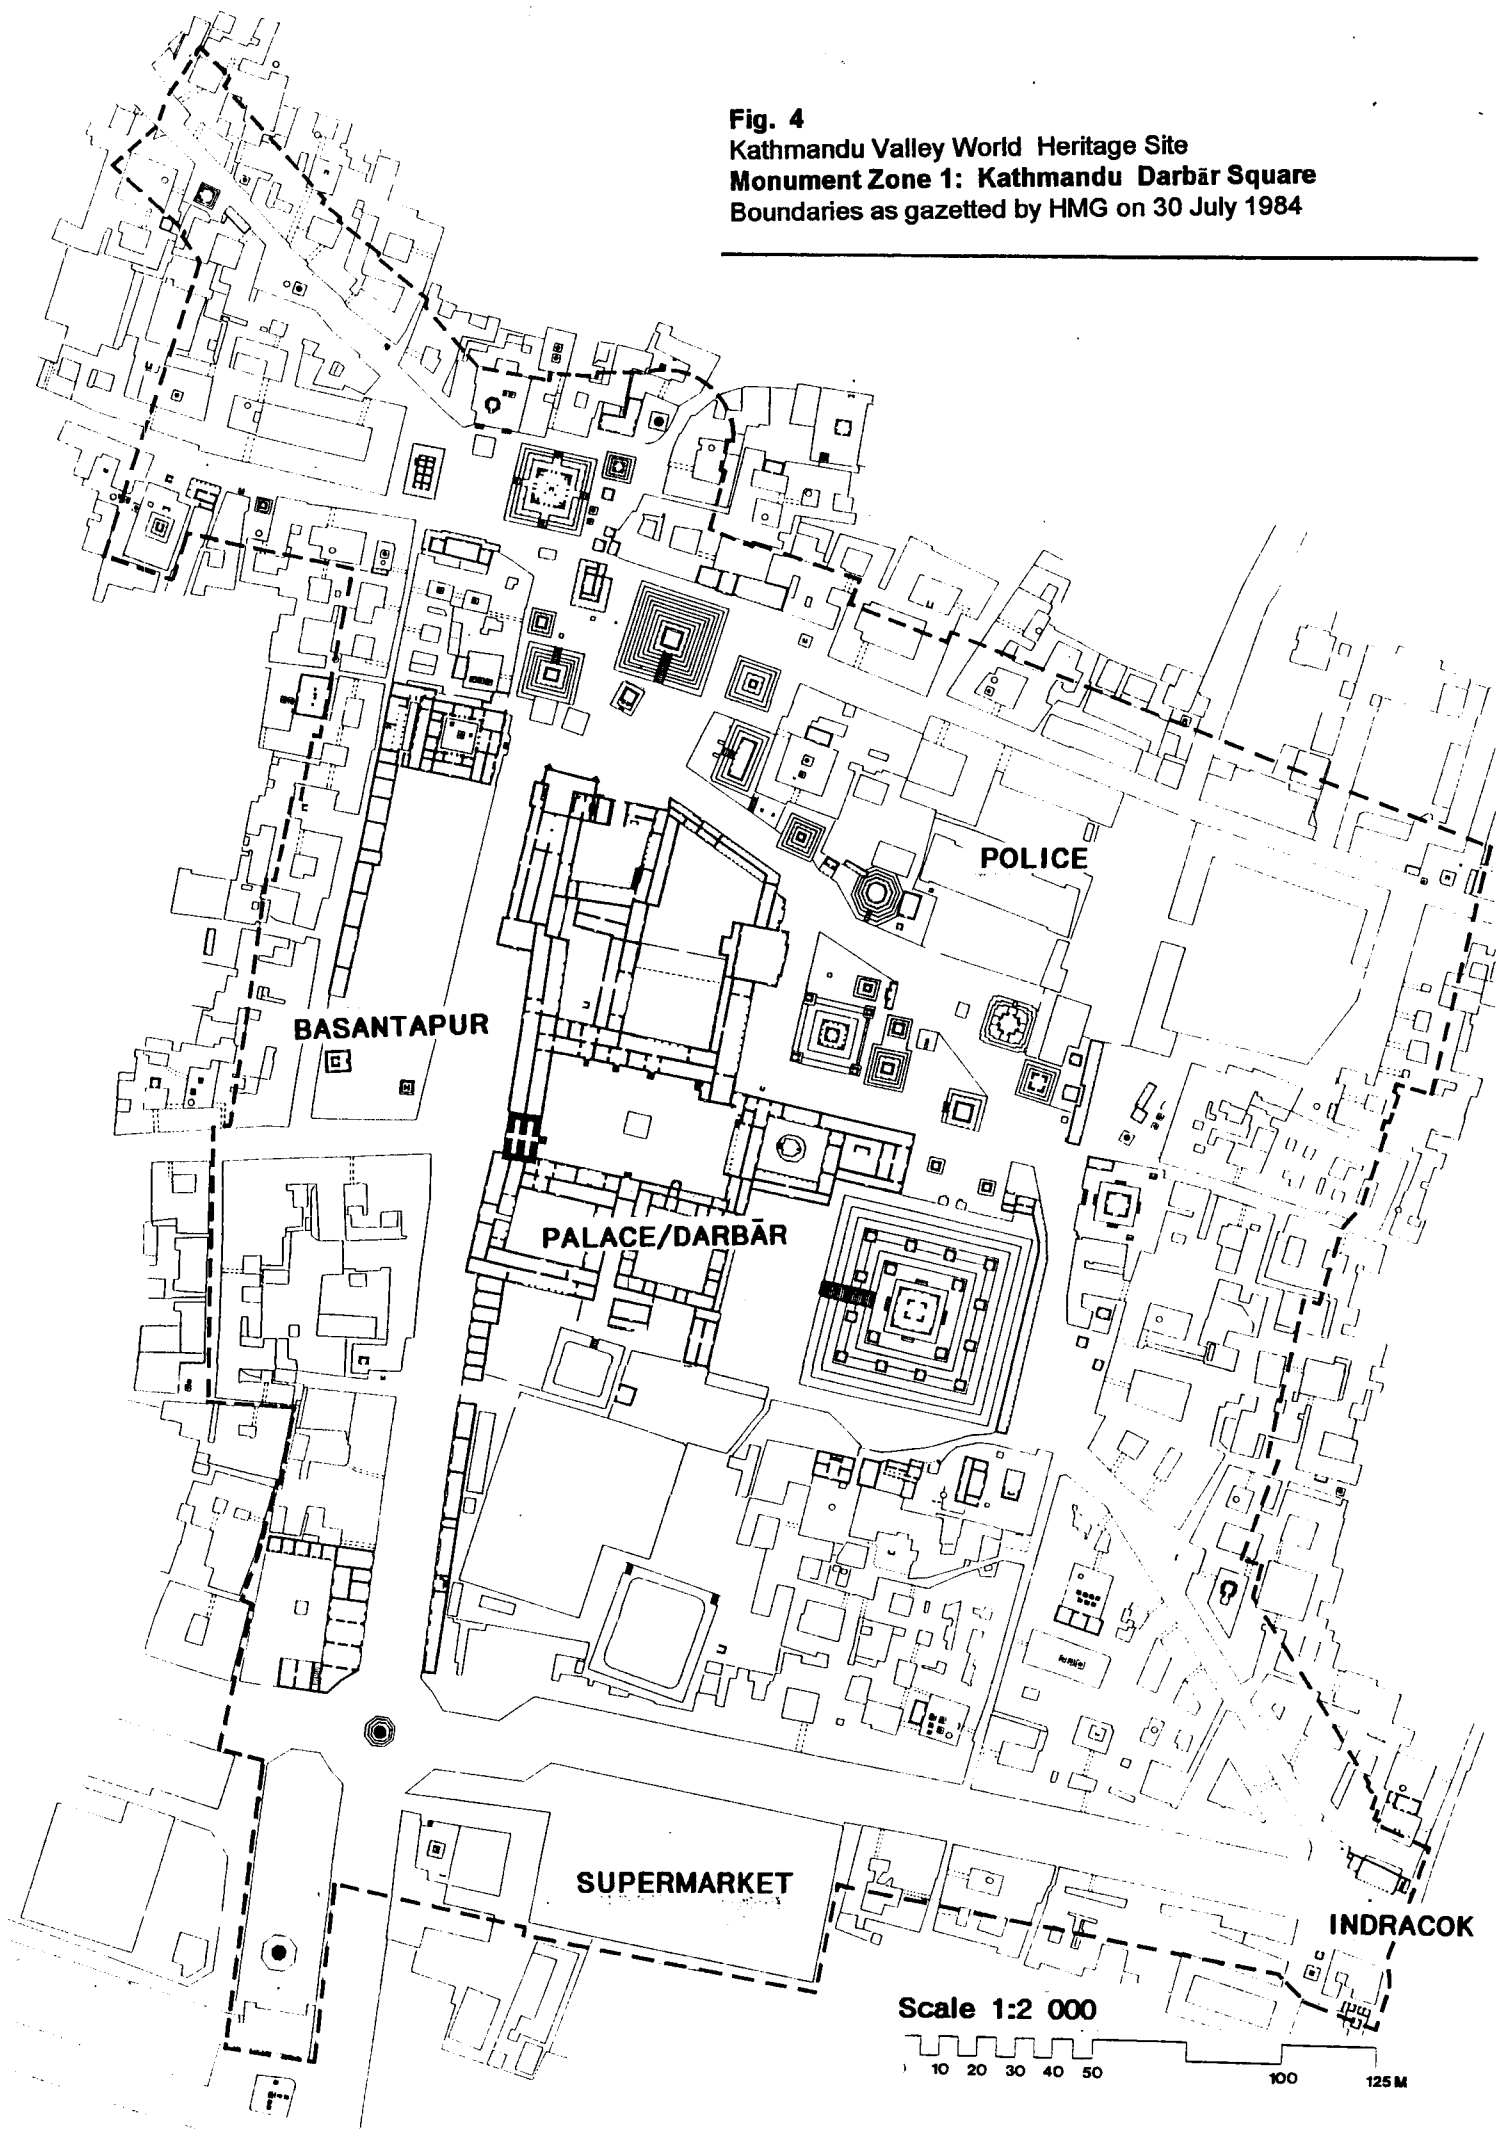 Fig. 4
Kathmandu Valley World Heritage Site
Monument Zone 1: Kathmandu Darbār Square
Boundaries as gazetted by HMG on 30 July 1984
POLICE
BASANTAPUR
PALACE/DARBĀR
SUPERMARKET
INDRACOK
Scale 1:2 000
10 20 30 40 50 100 125 M